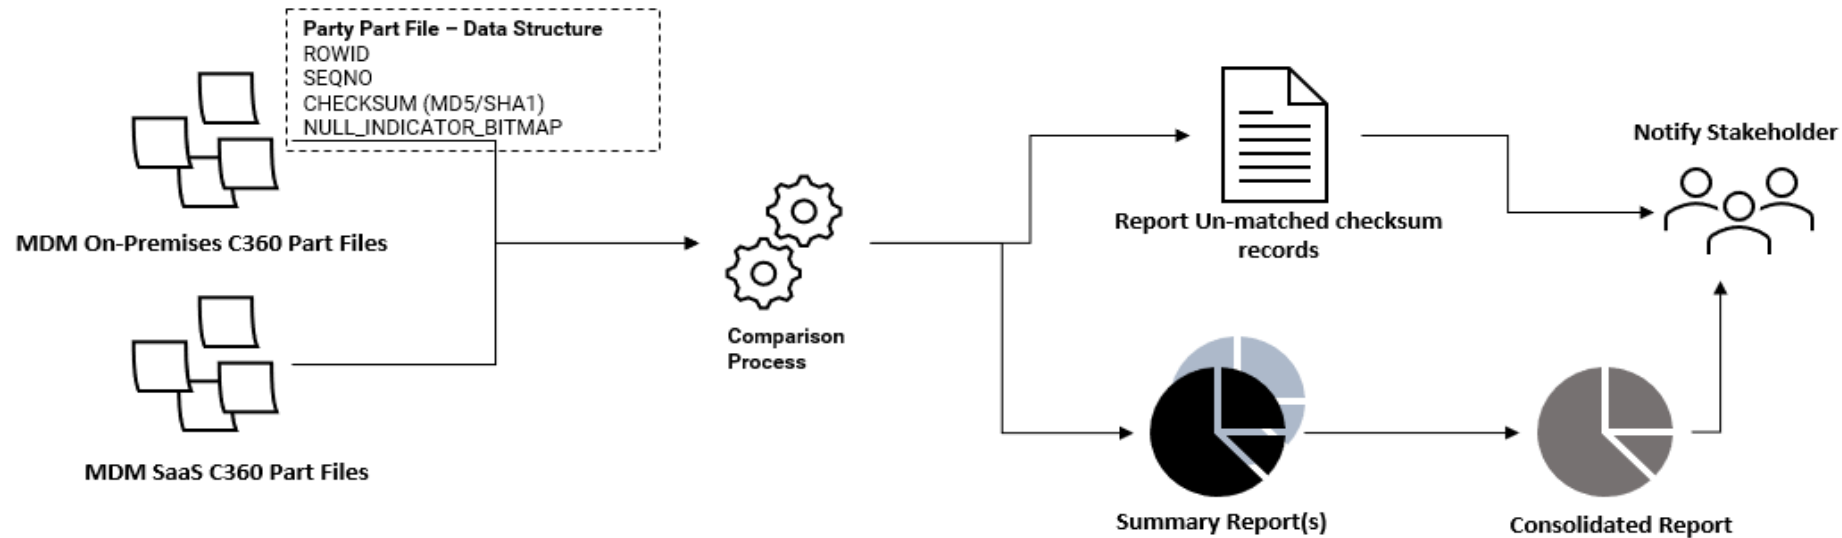 Party Part File – Data Structure
ROWID
SEQNO
CHECKSUM (MD5/SHA1)
NULL_INDICATOR_BITMAP
MDM On-Premises C360 Part Files
MDM SaaS C360 Part Files
Comparison
Process
Report Un-matched checksum
records
Notify Stakeholder
Summary Report(s)
Consolidated Report